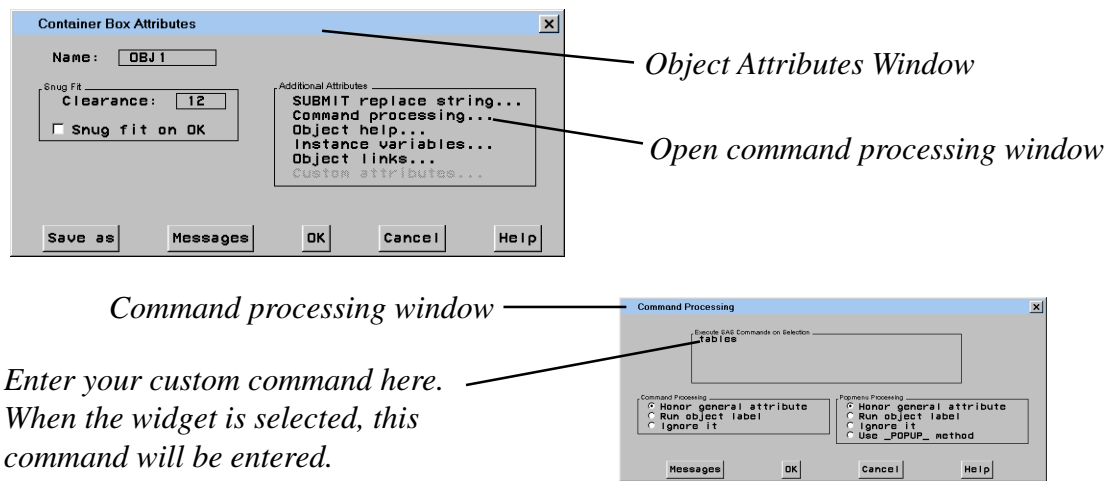 Container Box Attributes
Name: OBJ1
Snug Fit
Clearance: 12
Snug fit on OK
Additional Attributes
SUBMIT replace string...
Command processing...
Object help...
Instance variables...
Object links...
Custom attributes...
Save as Messages OK Cancel Help
Object Attributes Window
Open command processing window
Command processing window
Command Processing
Execute SAS Commands on Selection
tables
Enter your custom command here.
When the widget is selected, this
command will be entered.
Command Processing
Honor general attribute
Run object label
Ignore it
Popmenu Processing
Honor general attribute
Run object label
Ignore it
Use _POPUP_ method
Messages OK Cancel Help